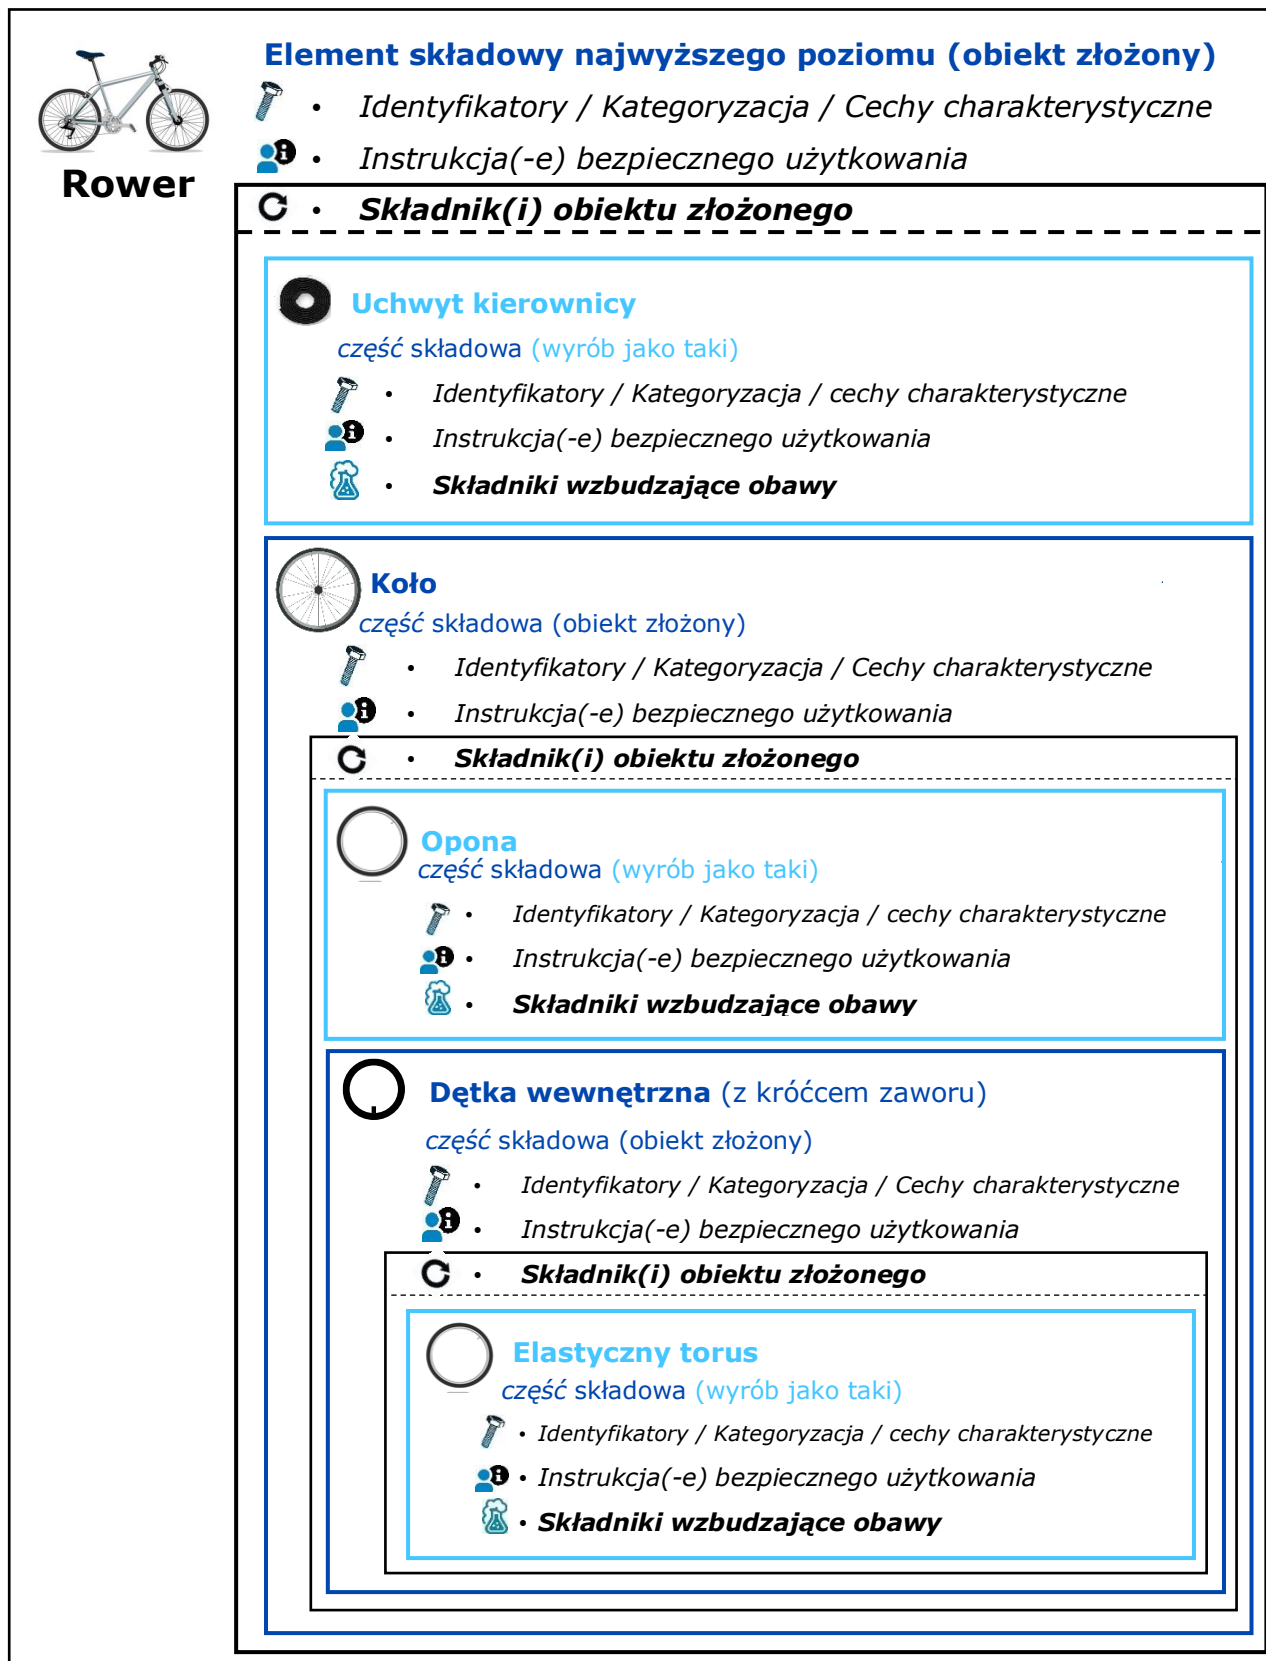 Element składowy najwyższego poziomu (obiekt złożony)
• Identyfikatory / Kategoryzacja / Cechy charakterystyczne
• Instrukcja(-e) bezpiecznego użytkowania
Rower
• Składnik(i) obiektu złożonego
Uchwyt kierownicy
część składowa (wyrób jako taki)
• Identyfikatory / Kategoryzacja / cechy charakterystyczne
• Instrukcja(-e) bezpiecznego użytkowania
• Składniki wzbudzające obawy
Koło
część składowa (obiekt złożony)
• Identyfikatory / Kategoryzacja / Cechy charakterystyczne
• Instrukcja(-e) bezpiecznego użytkowania
• Składnik(i) obiektu złożonego
Opona
część składowa (wyrób jako taki)
• Identyfikatory / Kategoryzacja / cechy charakterystyczne
• Instrukcja(-e) bezpiecznego użytkowania
• Składniki wzbudzające obawy
Dętka wewnętrzna (z króćcem zaworu)
część składowa (obiekt złożony)
• Identyfikatory / Kategoryzacja / Cechy charakterystyczne
• Instrukcja(-e) bezpiecznego użytkowania
• Składnik(i) obiektu złożonego
Elastyczny torus
część składowa (wyrób jako taki)
• Identyfikatory / Kategoryzacja / cechy charakterystyczne
• Instrukcja(-e) bezpiecznego użytkowania
• Składniki wzbudzające obawy